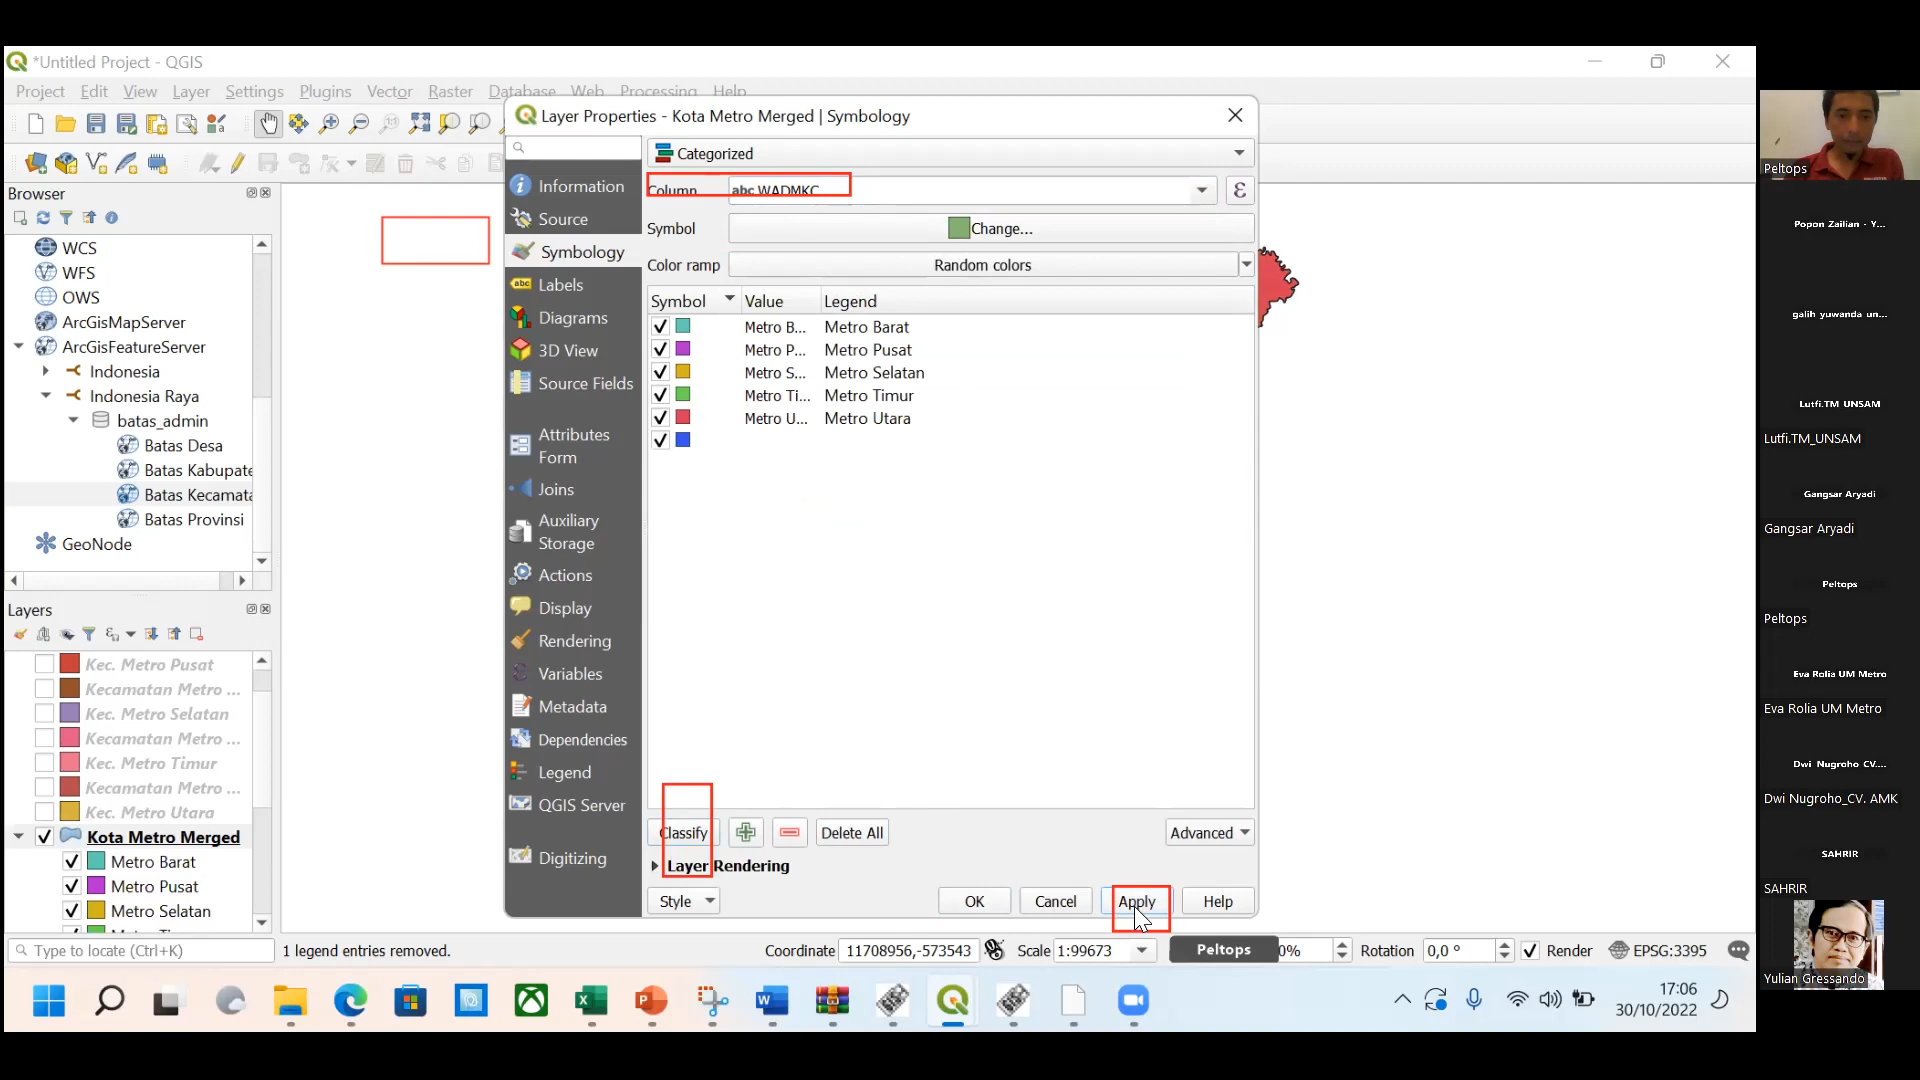 *Untitled Project - QGIS
Project Edit View Layer Settings Plugins Vector Raster Database Web Processing Help
Browser
WCS
WFS
OWS
ArcGisMapServer
ArcGisFeatureServer
Indonesia
Indonesia Raya
batas_admin
Batas Desa
Batas Kabupate
Batas Kecamata
Batas Provinsi
GeoNode
Layers
Kec. Metro Pusat
Kecamatan Metro ...
Kec. Metro Selatan
Kecamatan Metro ...
Kec. Metro Timur
Kecamatan Metro ...
Kec. Metro Utara
Kota Metro Merged
Metro Barat
Metro Pusat
Metro Selatan
Layer Properties - Kota Metro Merged | Symbology
Information
Source
Symbology
Labels
abc
Diagrams
3D View
Source Fields
Attributes
Form
Joins
Auxiliary
Storage
Actions
Display
Rendering
Variables
Metadata
Dependencies
Legend
QGIS Server
Digitizing
Categorized
Column abc WADMKC ε
Symbol Change...
Color ramp Random colors
Symbol Value Legend
Metro B... Metro Barat
Metro P... Metro Pusat
Metro S... Metro Selatan
Metro Ti... Metro Timur
Metro U... Metro Utara
Classify Delete All Advanced
Layer Rendering
Style OK Cancel Apply Help
Type to locate (Ctrl+K) 1 legend entries removed. Coordinate 11708956,-573543 Scale 1:99673 Peltops 0% Rotation 0,0 ° Render EPSG:3395
17:06
30/10/2022
Peltops
Popon Zailian - Y...
galih yuwanda un...
Lutfi.TM UNSAM
Lutfi.TM_UNSAM
Gangsar Aryadi
Gangsar Aryadi
Peltops
Peltops
Eva Rolia UM Metro
Eva Rolia UM Metro
Dwi Nugroho CV....
Dwi Nugroho_CV. AMK
SAHRIR
SAHRIR
Yulian Gressando